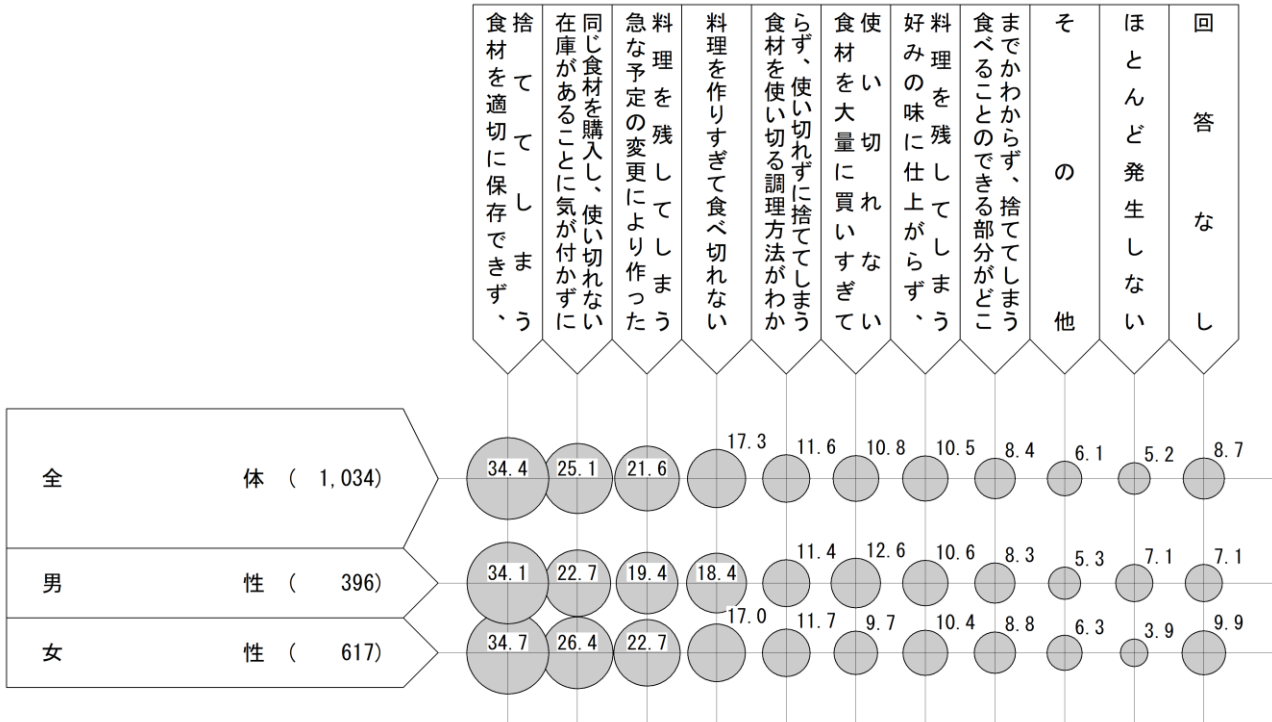 食材を適切に保存できず、
捨ててしまう
在庫があることに気が付かずに
同じ食材を購入し、使い切れない
急な予定の変更により作った
料理を残してしまう
料理を作りすぎて食べ切れない
食材を使い切る調理方法がわか
らず、使い切れずに捨ててしまう
食材を大量に買いすぎて
使い切れない
好みの味に仕上がらず、
料理を残してしまう
食べることのできる部分がどこ
までかわからず、捨ててしまう
その他
ほとんど発生しない
回答なし
全体 ( 1,034) 34.4 25.1 21.6 17.3 11.6 10.8 10.5 8.4 6.1 5.2 8.7
男性 ( 396) 34.1 22.7 19.4 18.4 11.4 12.6 10.6 8.3 5.3 7.1 7.1
女性 ( 617) 34.7 26.4 22.7 17.0 11.7 9.7 10.4 8.8 6.3 3.9 9.9